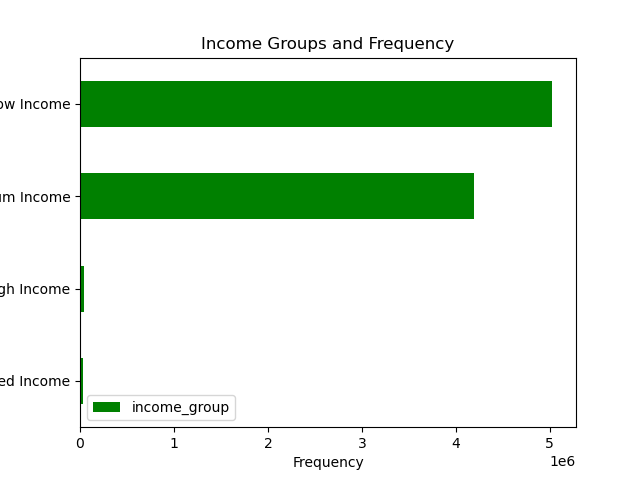 Income Groups and Frequency
ow Income
um Income
gh Income
ed Income
income_group
0 1 2 3 4 5
1e6
Frequency